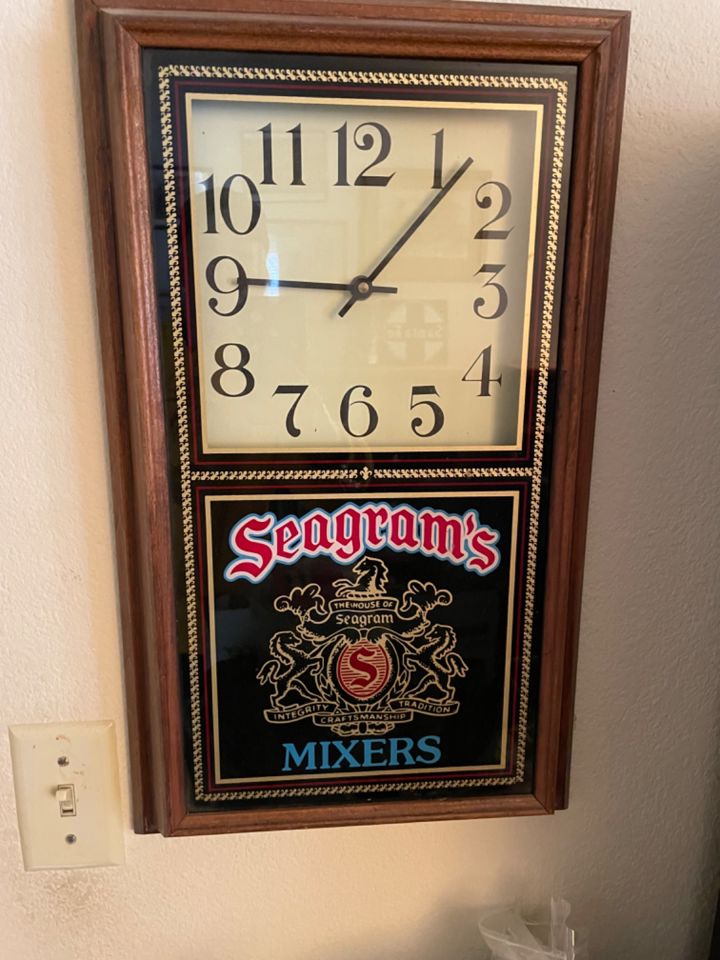 11 12 1
10 2
9 3
8 4
7 6 5
Seagram's
THE HOUSE OF
Seagram
S
INTEGRITY TRADITION
CRAFTSMANSHIP
MIXERS